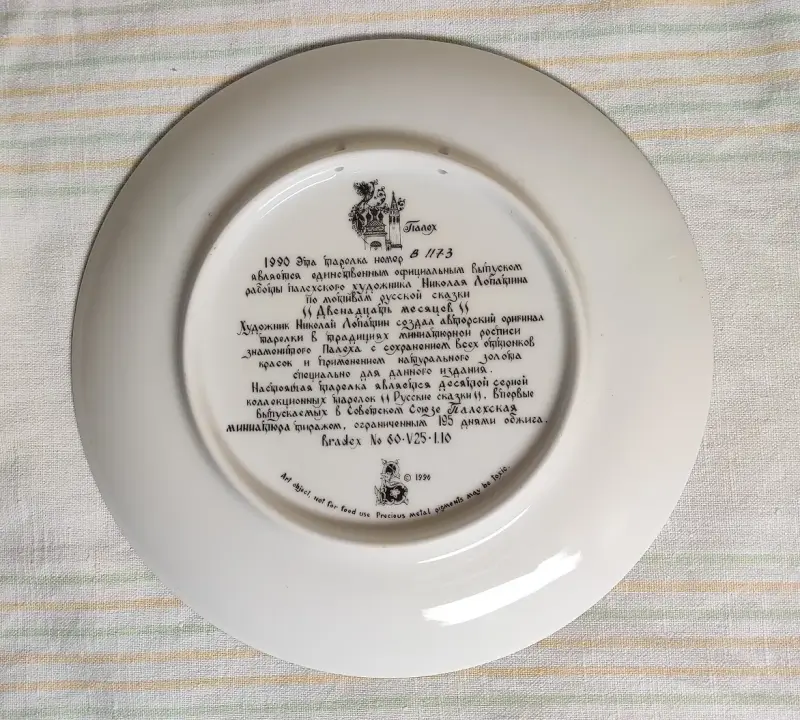 Палех
1990 Эта тарелка номер В 1173
является единственным официальным выпуском
работы палехского художника Николая Лопатина
по мотивам русской сказки
"Двенадцать месяцев"
Художник Николай Лопатин создал авторский оригинал
тарелки в традициях миниатюрной росписи
знаменитого Палеха с сохранением всех оттенков
красок и применением натурального золота
специально для данного издания.
Настоящая тарелка является десятой серией
коллекционных тарелок "Русские сказки". Впервые
выпускаемых в Советском Союзе Палехская
миниатюра тиражом, ограниченным 195 днями обжига.
Bradex No 60-V25-1.10
© 1990
Art object, not for food use Precious metal pigments may be toxic.